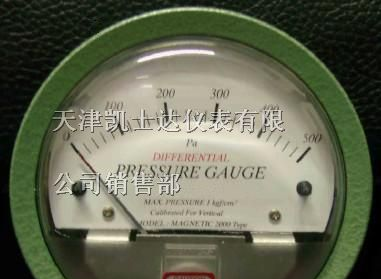 100 200 300 400
0 500
天津凯士达仪表有限
Pa
DIFFERENTIAL
PRESSURE GAUGE
公司销售部
MAX. PRESSURE 1 kgf/cm²
Calibrated For Vertical
MODEL - MAGNETIC 2000 Type